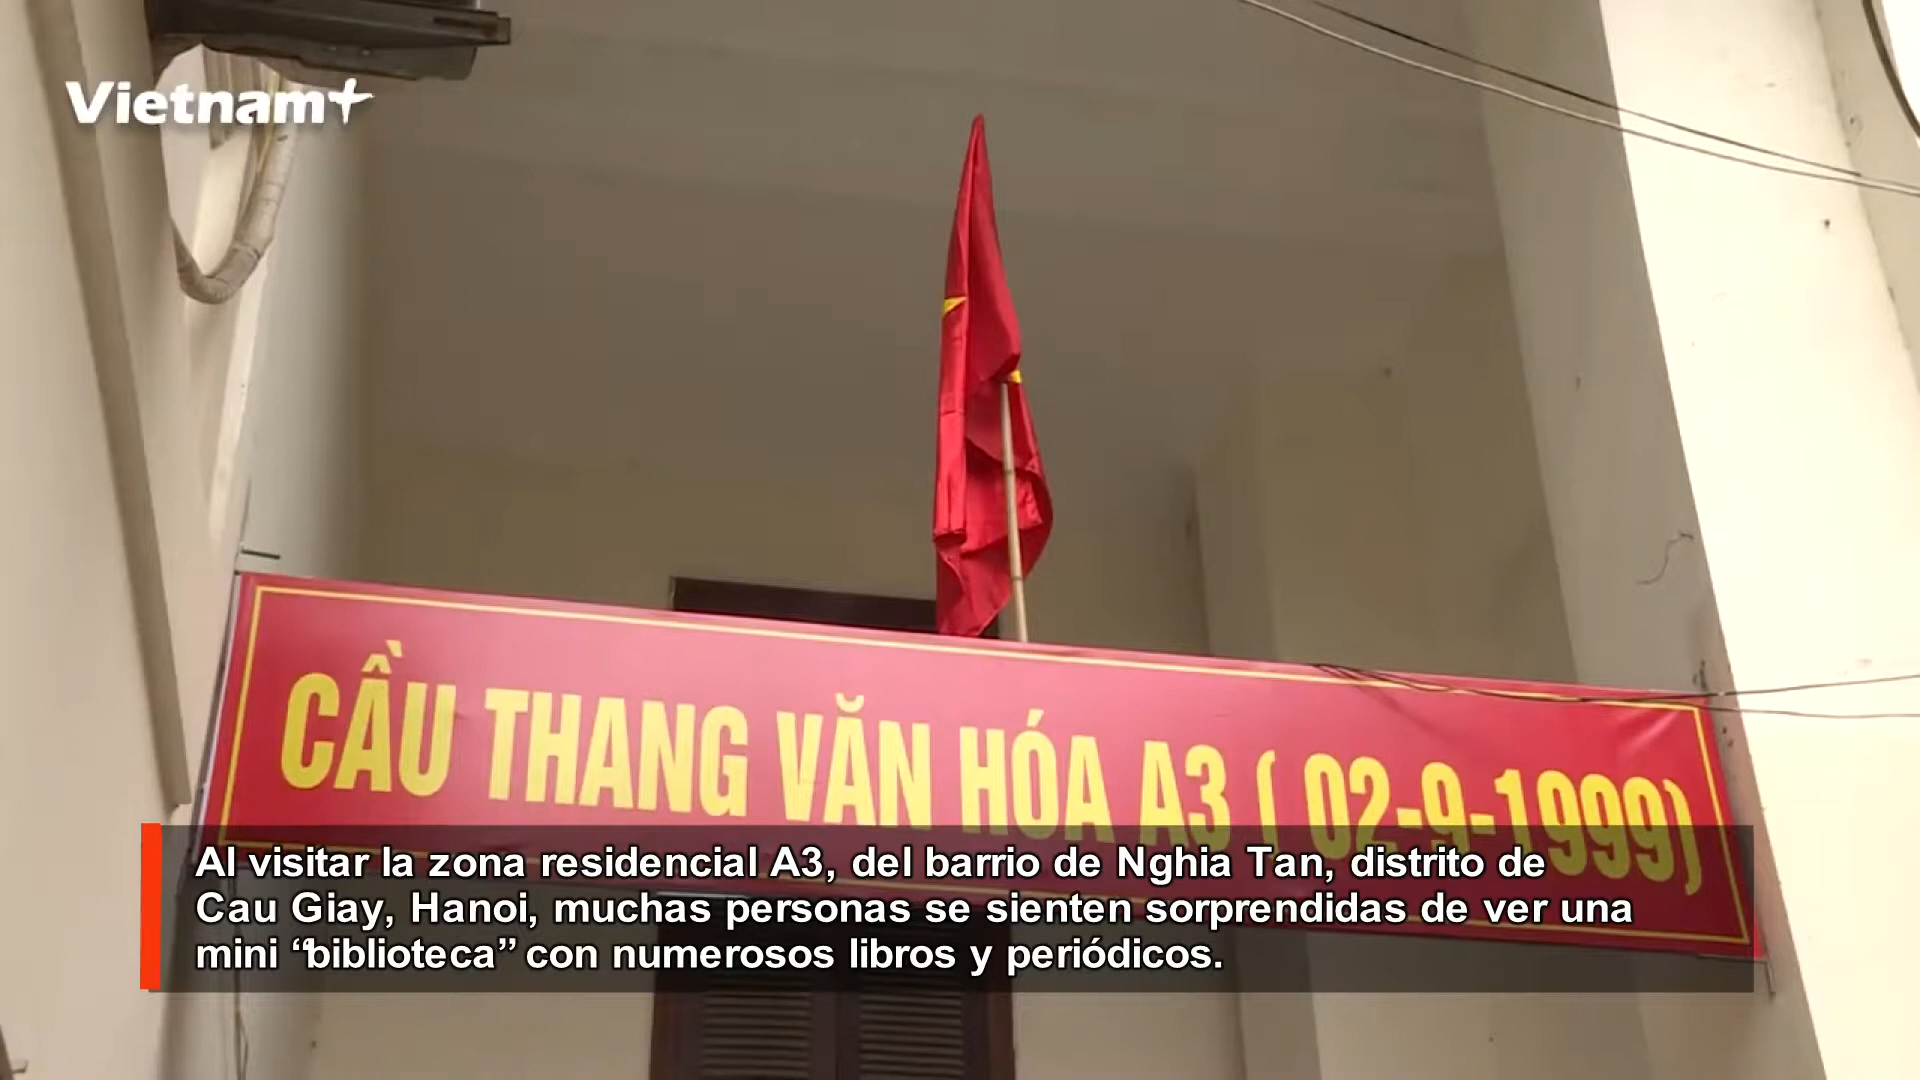 Vietnam+
CẦU THANG VĂN HÓA A3 ( 02-9-1999)
Al visitar la zona residencial A3, del barrio de Nghia Tan, distrito de
Cau Giay, Hanoi, muchas personas se sienten sorprendidas de ver una
mini “biblioteca” con numerosos libros y periódicos.